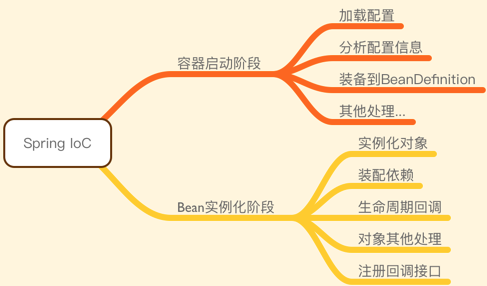 Spring IoC
容器启动阶段
加载配置
分析配置信息
装备到BeanDefinition
其他处理...
Bean实例化阶段
实例化对象
装配依赖
生命周期回调
对象其他处理
注册回调接口